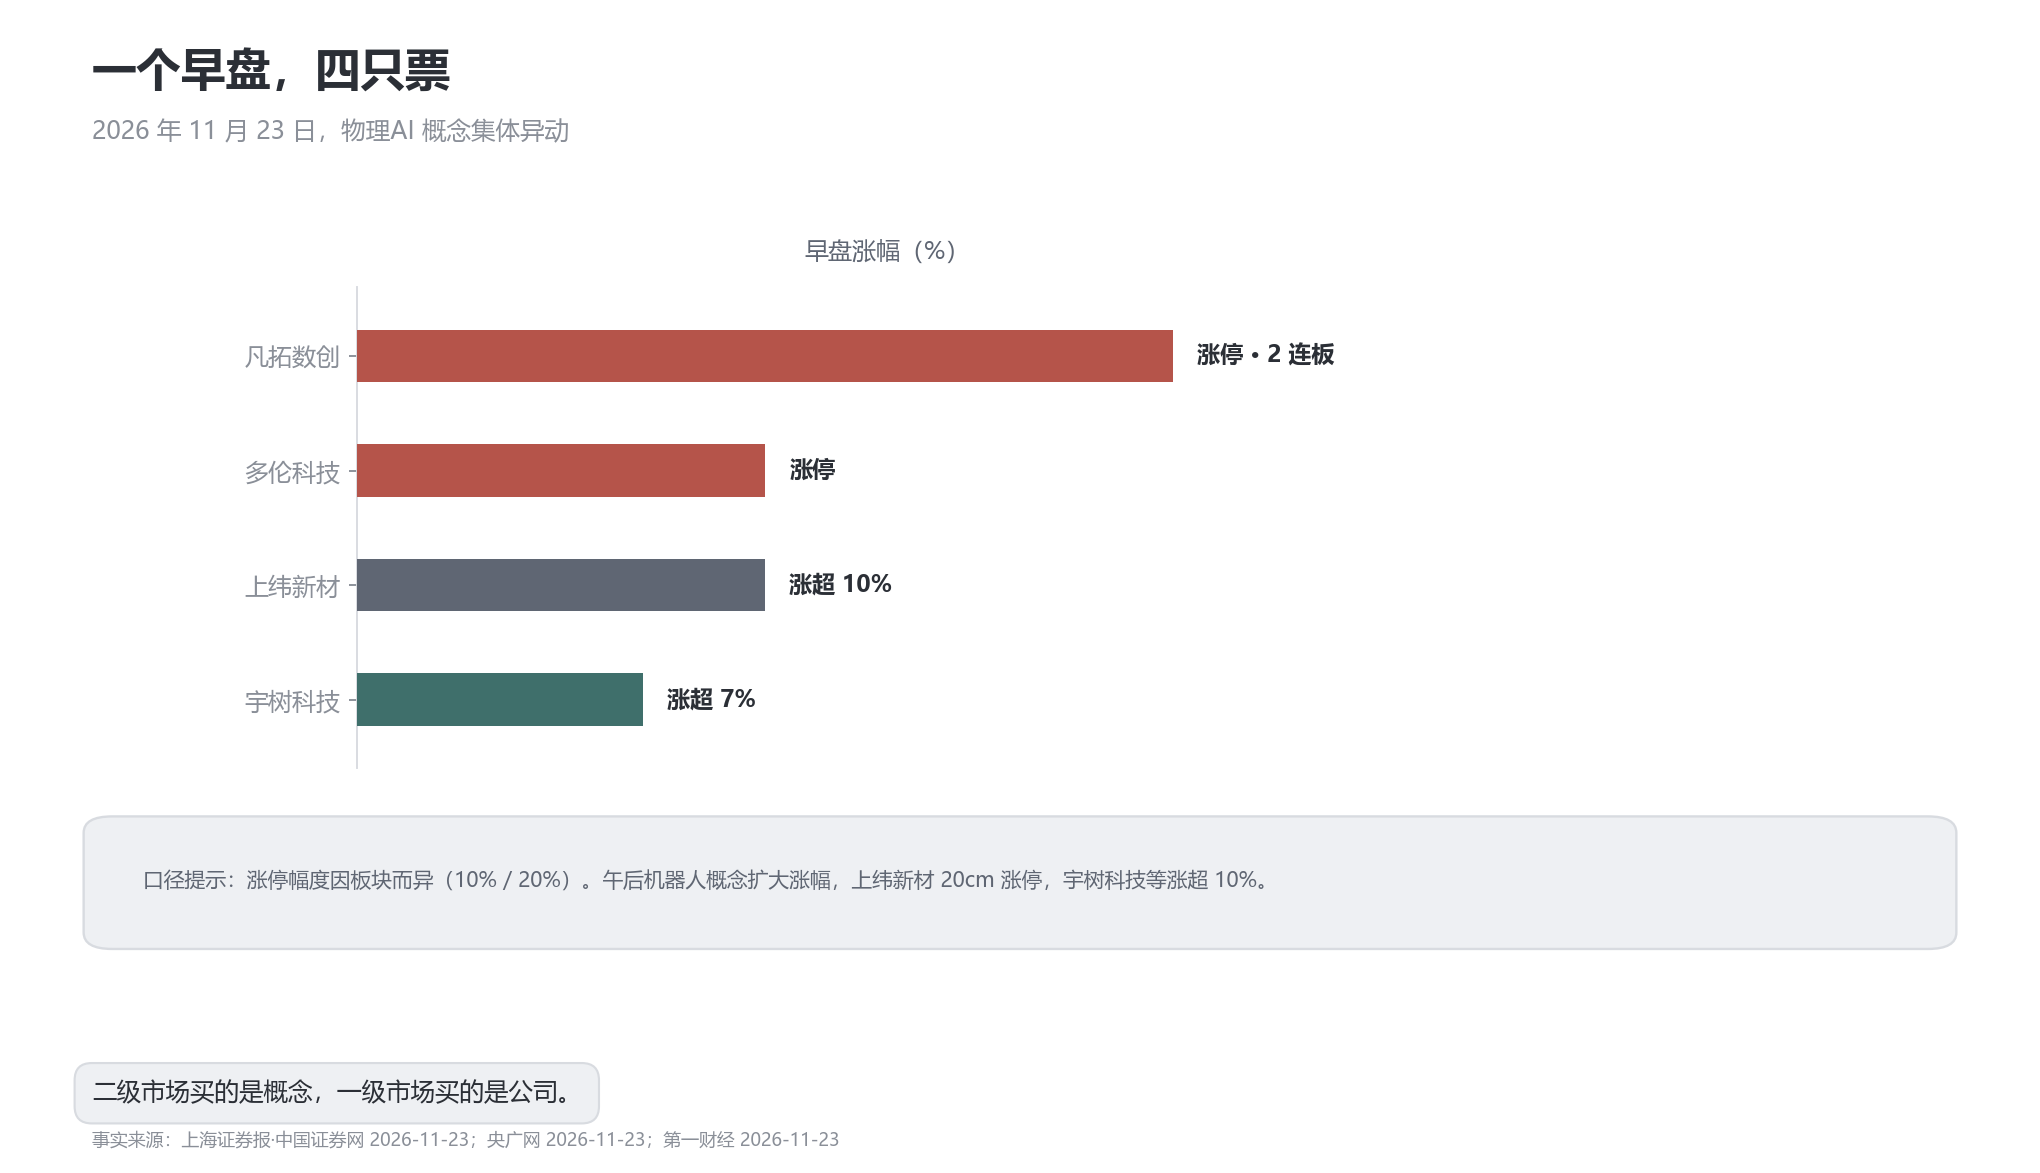 一个早盘，四只票
2026 年 11 月 23 日，物理AI 概念集体异动
早盘涨幅（%）
凡拓数创
涨停 • 2 连板
多伦科技
涨停
上纬新材
涨超 10%
宇树科技
涨超 7%
口径提示：涨停幅度因板块而异（10% / 20%）。午后机器人概念扩大涨幅，上纬新材 20cm 涨停，宇树科技等涨超 10%。
二级市场买的是概念，一级市场买的是公司。
事实来源：上海证券报·中国证券网 2026-11-23；央广网 2026-11-23；第一财经 2026-11-23